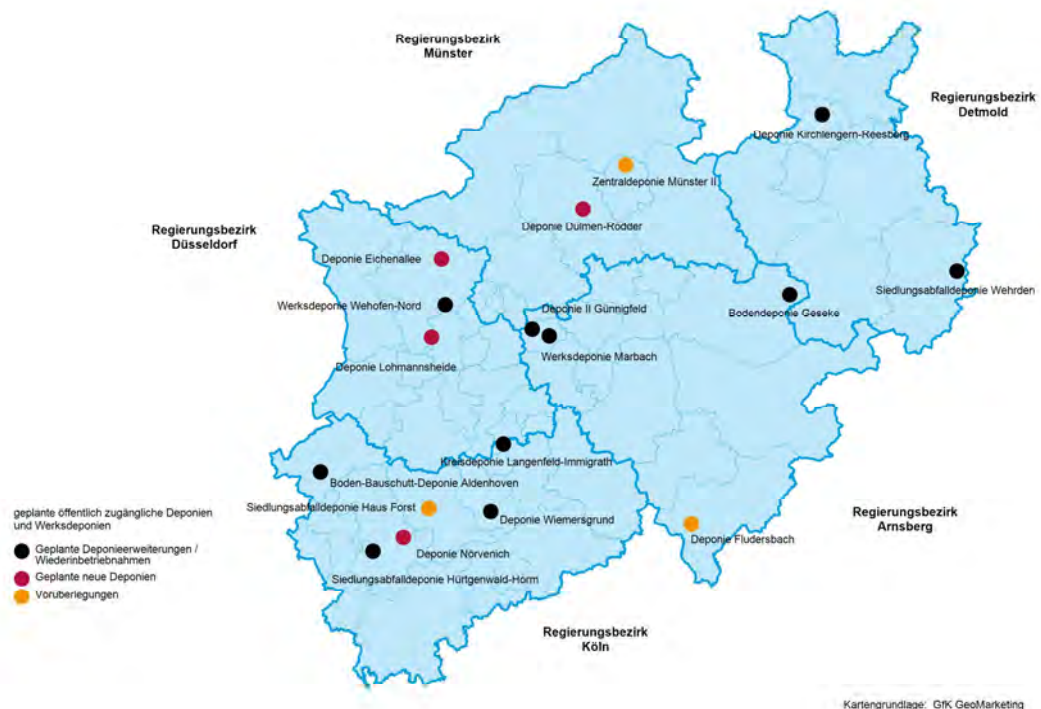 Regierungsbezirk
Münster
Regierungsbezirk
Detmold
Deponie Kirchlengern-Reesberg
Zentraldeponie Münster II
Deponie Dülmen-Rödder
Regierungsbezirk
Düsseldorf
Deponie Eichenallee
Siedlungsabfalldeponie Wehrden
Werksdeponie Wehofen-Nord
Deponie II Günnigfeld
Bodendeponie Geseke
Werksdeponie Marbach
Deponie Lohmannsheide
Kreisdeponie Langenfeld-Immigrath
Boden-Bauschutt-Deponie Aldenhoven
Siedlungsabfalldeponie Haus Forst
Deponie Wiemersgrund
Regierungsbezirk
Arnsberg
Deponie Fludersbach
Deponie Nörvenich
Siedlungsabfalldeponie Hürtgenwald-Horm
geplante öffentlich zugängliche Deponien
und Werksdeponien
Geplante Deponieerweiterungen /
Wiederinbetriebnahmen
Geplante neue Deponien
Vorüberlegungen
Regierungsbezirk
Köln
Kartengrundlage: GfK GeoMarketing